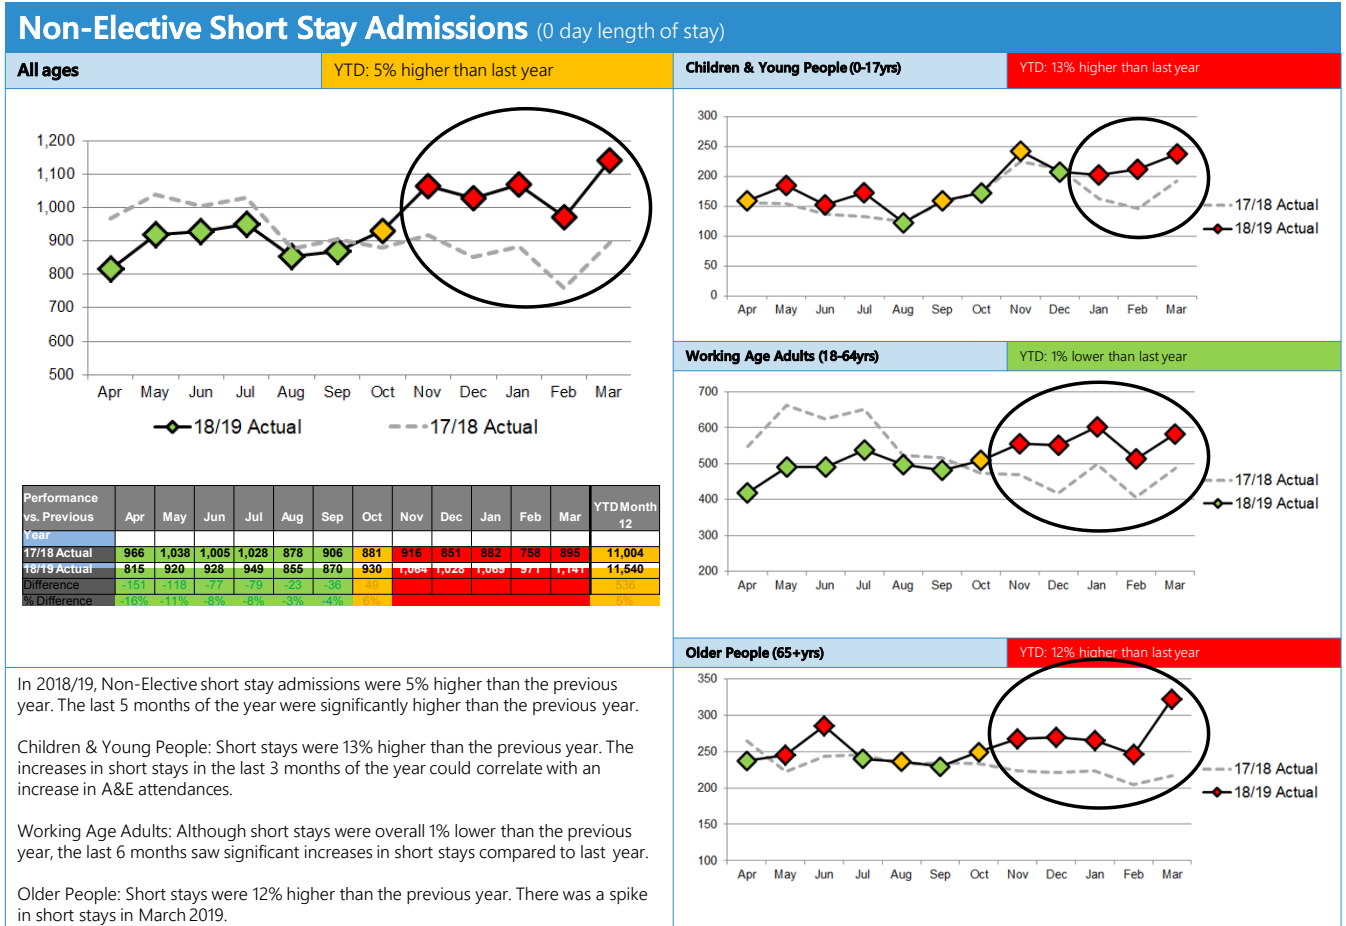 Non-Elective Short Stay Admissions (0 day length of stay)
All ages
YTD: 5% higher than last year
1,200
1,100
1,000
900
800
700
600
500
Apr May Jun Jul Aug Sep Oct Nov Dec Jan Feb Mar
18/19 Actual 17/18 Actual
Performance vs. Previous Year Apr May Jun Jul Aug Sep Oct Nov Dec Jan Feb Mar YTD Month 12
17/18 Actual 966 1,038 1,005 1,028 878 906 881 916 851 882 758 895 11,004
18/19 Actual 815 920 928 949 855 870 930 1,064 1,028 1,069 971 1,141 11,540
Difference -151 -118 -77 -79 -23 -36 49 536
% Difference -16% -11% -8% -8% -3% -4% 6% 5%
In 2018/19, Non-Elective short stay admissions were 5% higher than the previous
year. The last 5 months of the year were significantly higher than the previous year.
Children & Young People: Short stays were 13% higher than the previous year. The
increases in short stays in the last 3 months of the year could correlate with an
increase in A&E attendances.
Working Age Adults: Although short stays were overall 1% lower than the previous
year, the last 6 months saw significant increases in short stays compared to last year.
Older People: Short stays were 12% higher than the previous year. There was a spike
in short stays in March 2019.
Children & Young People (0-17yrs)
YTD: 13% higher than last year
300
250
200
150
100
50
0
Apr May Jun Jul Aug Sep Oct Nov Dec Jan Feb Mar
17/18 Actual
18/19 Actual
Working Age Adults (18-64yrs)
YTD: 1% lower than last year
700
600
500
400
300
200
Apr May Jun Jul Aug Sep Oct Nov Dec Jan Feb Mar
17/18 Actual
18/19 Actual
Older People (65+yrs)
YTD: 12% higher than last year
350
300
250
200
150
100
Apr May Jun Jul Aug Sep Oct Nov Dec Jan Feb Mar
17/18 Actual
18/19 Actual